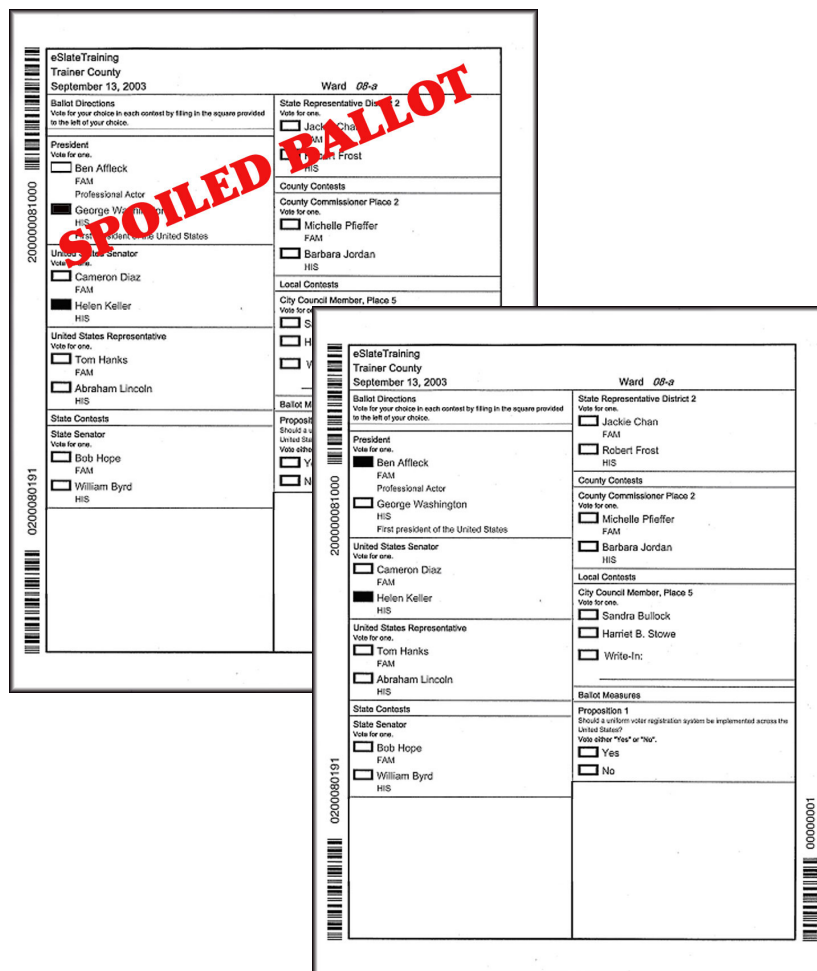 eSlateTraining
Trainer County
September 13, 2003
Ward 08-a
Ballot Directions
Vote for your choice in each contest by filling in the square provided
to the left of your choice.
President
Vote for one.
Ben Affleck
FAM
Professional Actor
George
HIS
of the United States
United States Senator
Vote for one.
Cameron Diaz
FAM
Helen Keller
HIS
United States Representative
Vote for one.
Tom Hanks
FAM
Abraham Lincoln
HIS
State Contests
State Senator
Vote for one.
Bob Hope
FAM
William Byrd
HIS
State Representative District 2
Vote for one.
Frost
HIS
County Contests
County Commissioner Place 2
Vote for one.
Michelle Pfieffer
FAM
Barbara Jordan
HIS
Local Contests
City Council Member, Place 5
SPOILED BALLOT
200000081000
0200080191
eSlateTraining
Trainer County
September 13, 2003
Ward 08-a
Ballot Directions
Vote for your choice in each contest by filling in the square provided
to the left of your choice.
President
Vote for one.
Ben Affleck
FAM
Professional Actor
George Washington
HIS
First president of the United States
United States Senator
Vote for one.
Cameron Diaz
FAM
Helen Keller
HIS
United States Representative
Vote for one.
Tom Hanks
FAM
Abraham Lincoln
HIS
State Contests
State Senator
Vote for one.
Bob Hope
FAM
William Byrd
HIS
State Representative District 2
Vote for one.
Jackie Chan
FAM
Robert Frost
HIS
County Contests
County Commissioner Place 2
Vote for one.
Michelle Pfieffer
FAM
Barbara Jordan
HIS
Local Contests
City Council Member, Place 5
Vote for one.
Sandra Bullock
Harriet B. Stowe
Write-In:
Ballot Measures
Proposition 1
Should a uniform voter registration system be implemented across the
United States?
Vote either "Yes" or "No".
Yes
No
200000081000
0200080191
00000001